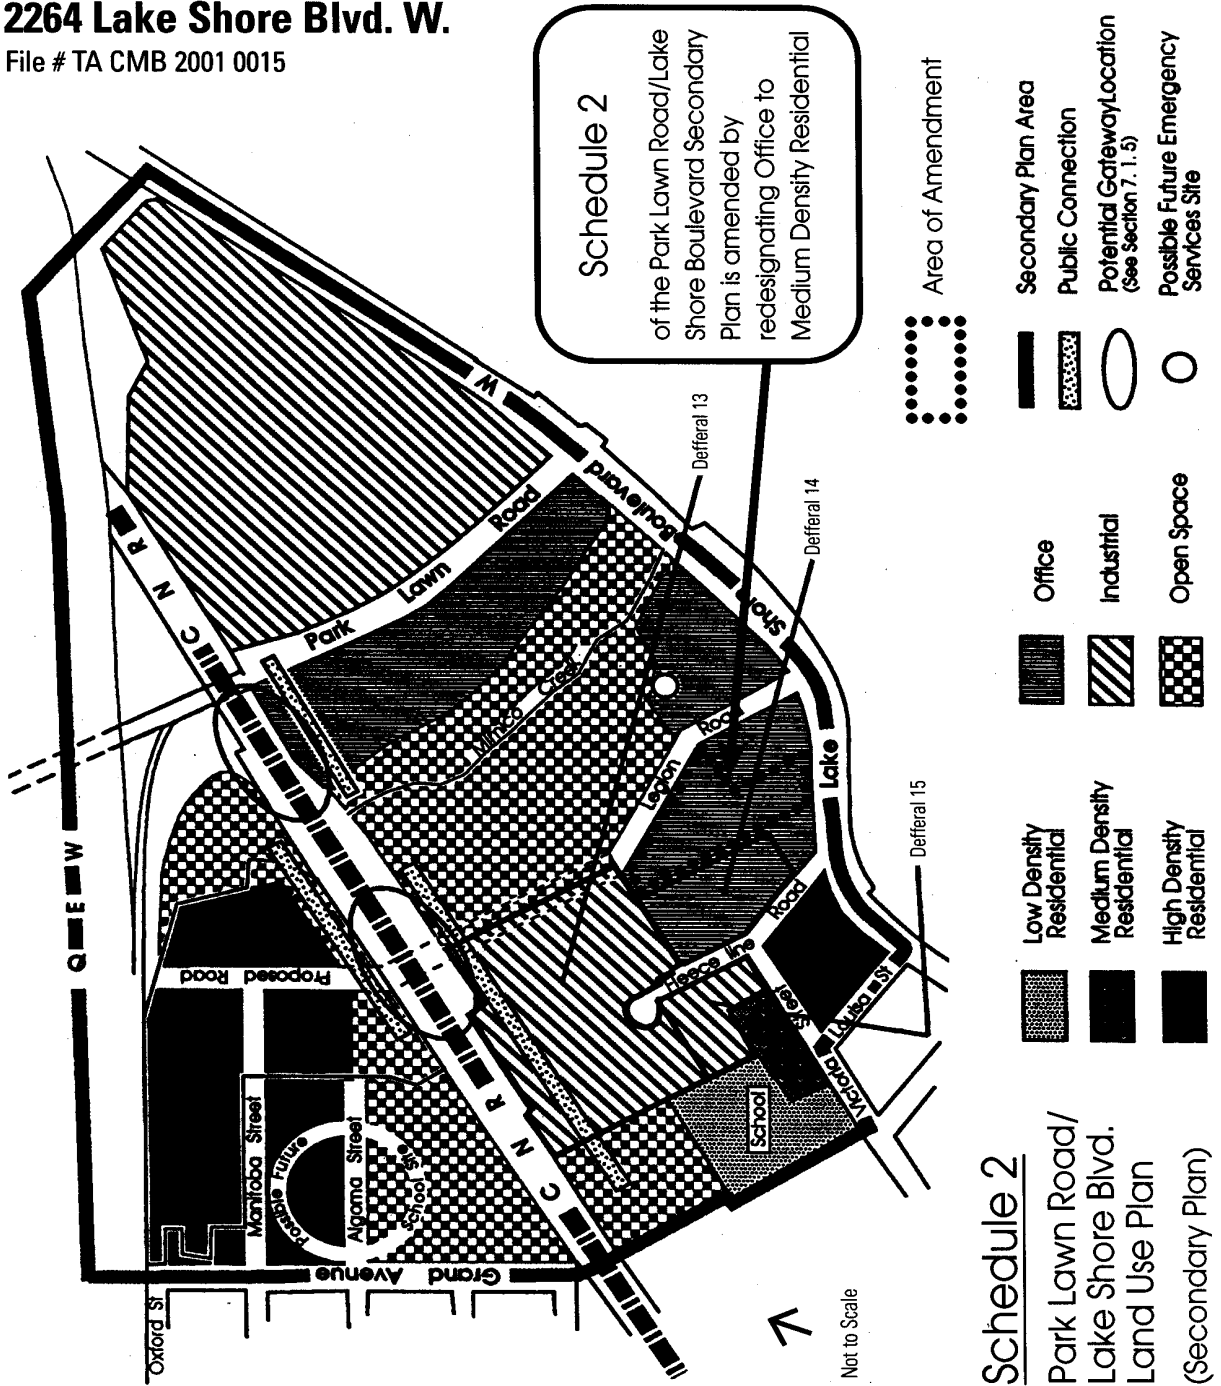 2264 Lake Shore Blvd. W.
File # TA CMB 2001 0015
Schedule 2
of the Park Lawn Road/Lake
Shore Boulevard Secondary
Plan is amended by
redesignating Office to
Medium Density Residential
Area of Amendment
Secondary Plan Area
Public Connection
Potential GatewayLocation
(See Section 7. 1. 5)
Possible Future Emergency
Services Site
Office
Industrial
Open Space
Low Density
Residential
Medium Density
Residential
High Density
Residential
Schedule 2
Park Lawn Road/
Lake Shore Blvd.
Land Use Plan
(Secondary Plan)
Not to Scale
Defferal 13
Defferal 14
Defferal 15
Q E W
C N R
C N R
Park Lawn Road
Lake Shore Boulevard W
Mimico Creek
Legion Road
Fleece line Road
Victoria Street
Louisa St
School
Proposed Road
Manitoba Street
Algoma Street
Possible Future
School Site
Grand Avenue
Oxford St